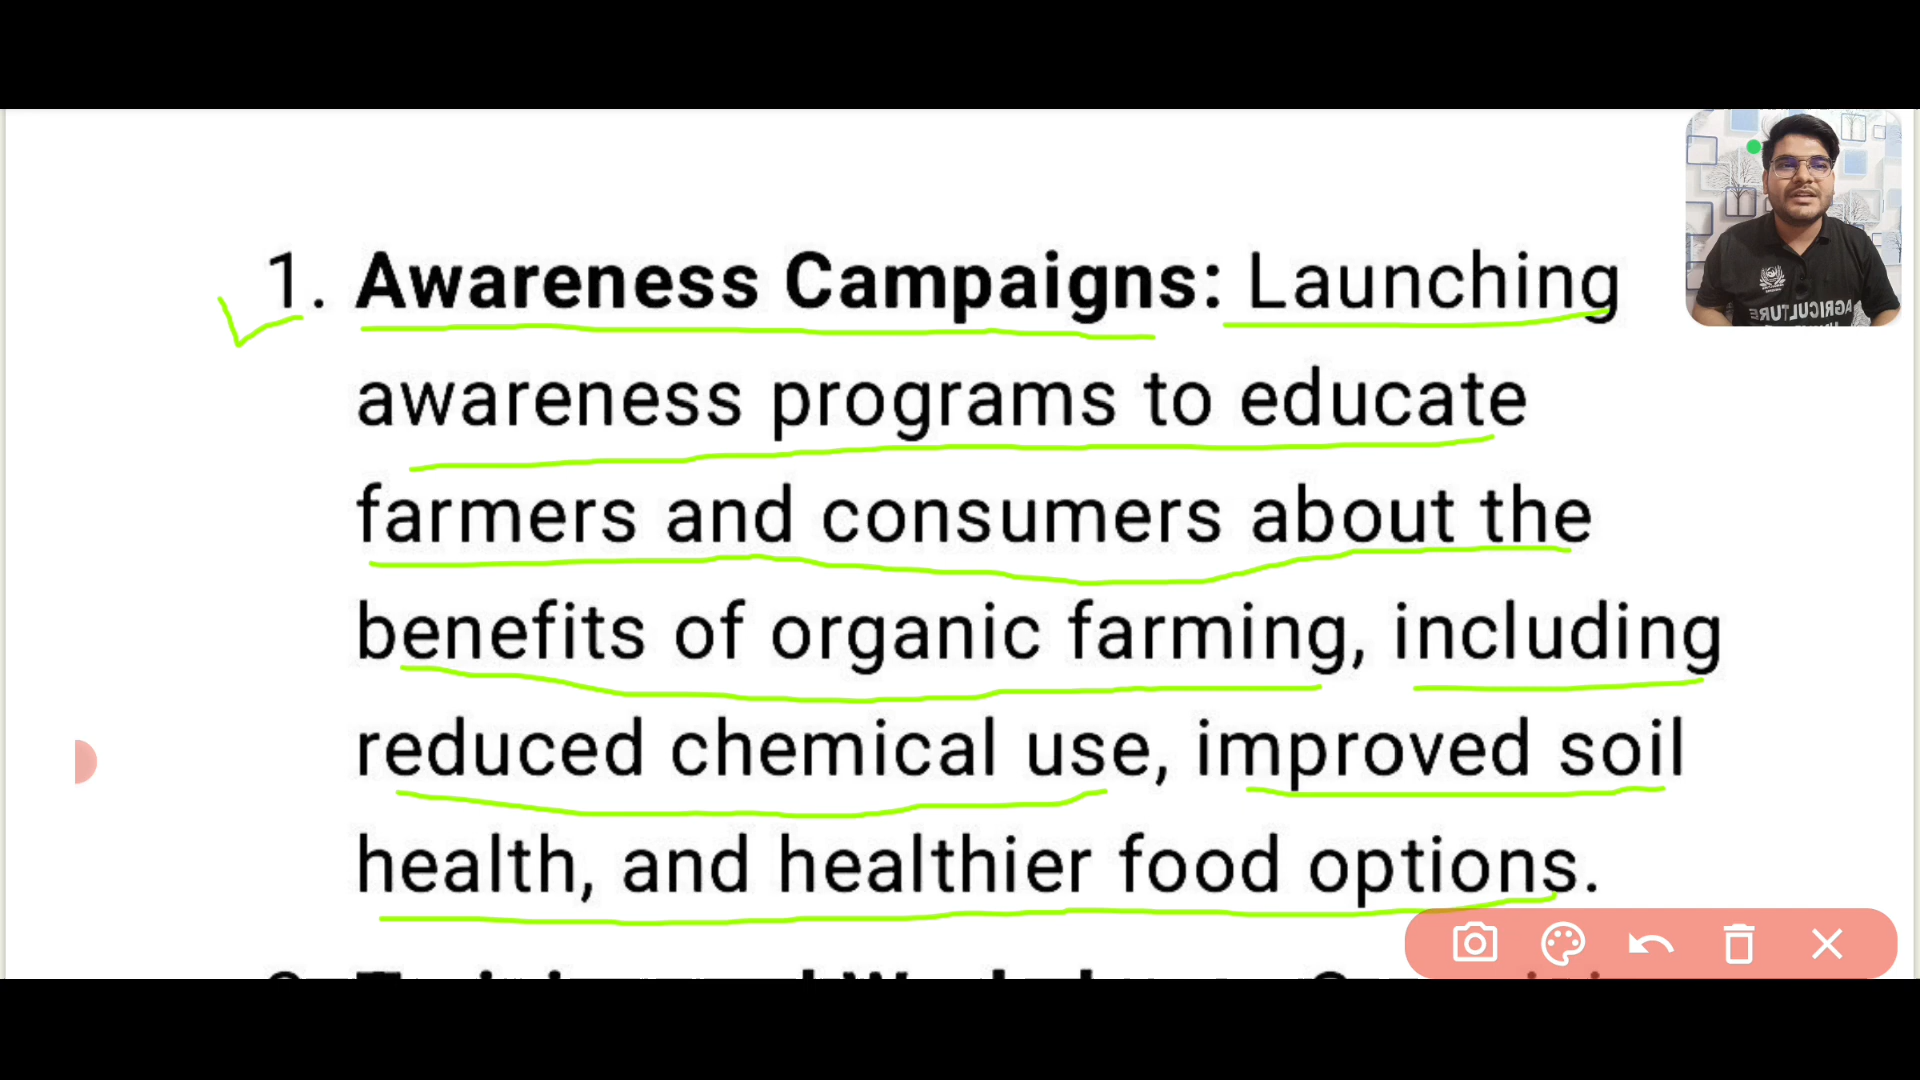 1. Awareness Campaigns: Launching
awareness programs to educate
farmers and consumers about the
benefits of organic farming, including
reduced chemical use, improved soil
health, and healthier food options.
AGRICULTURE